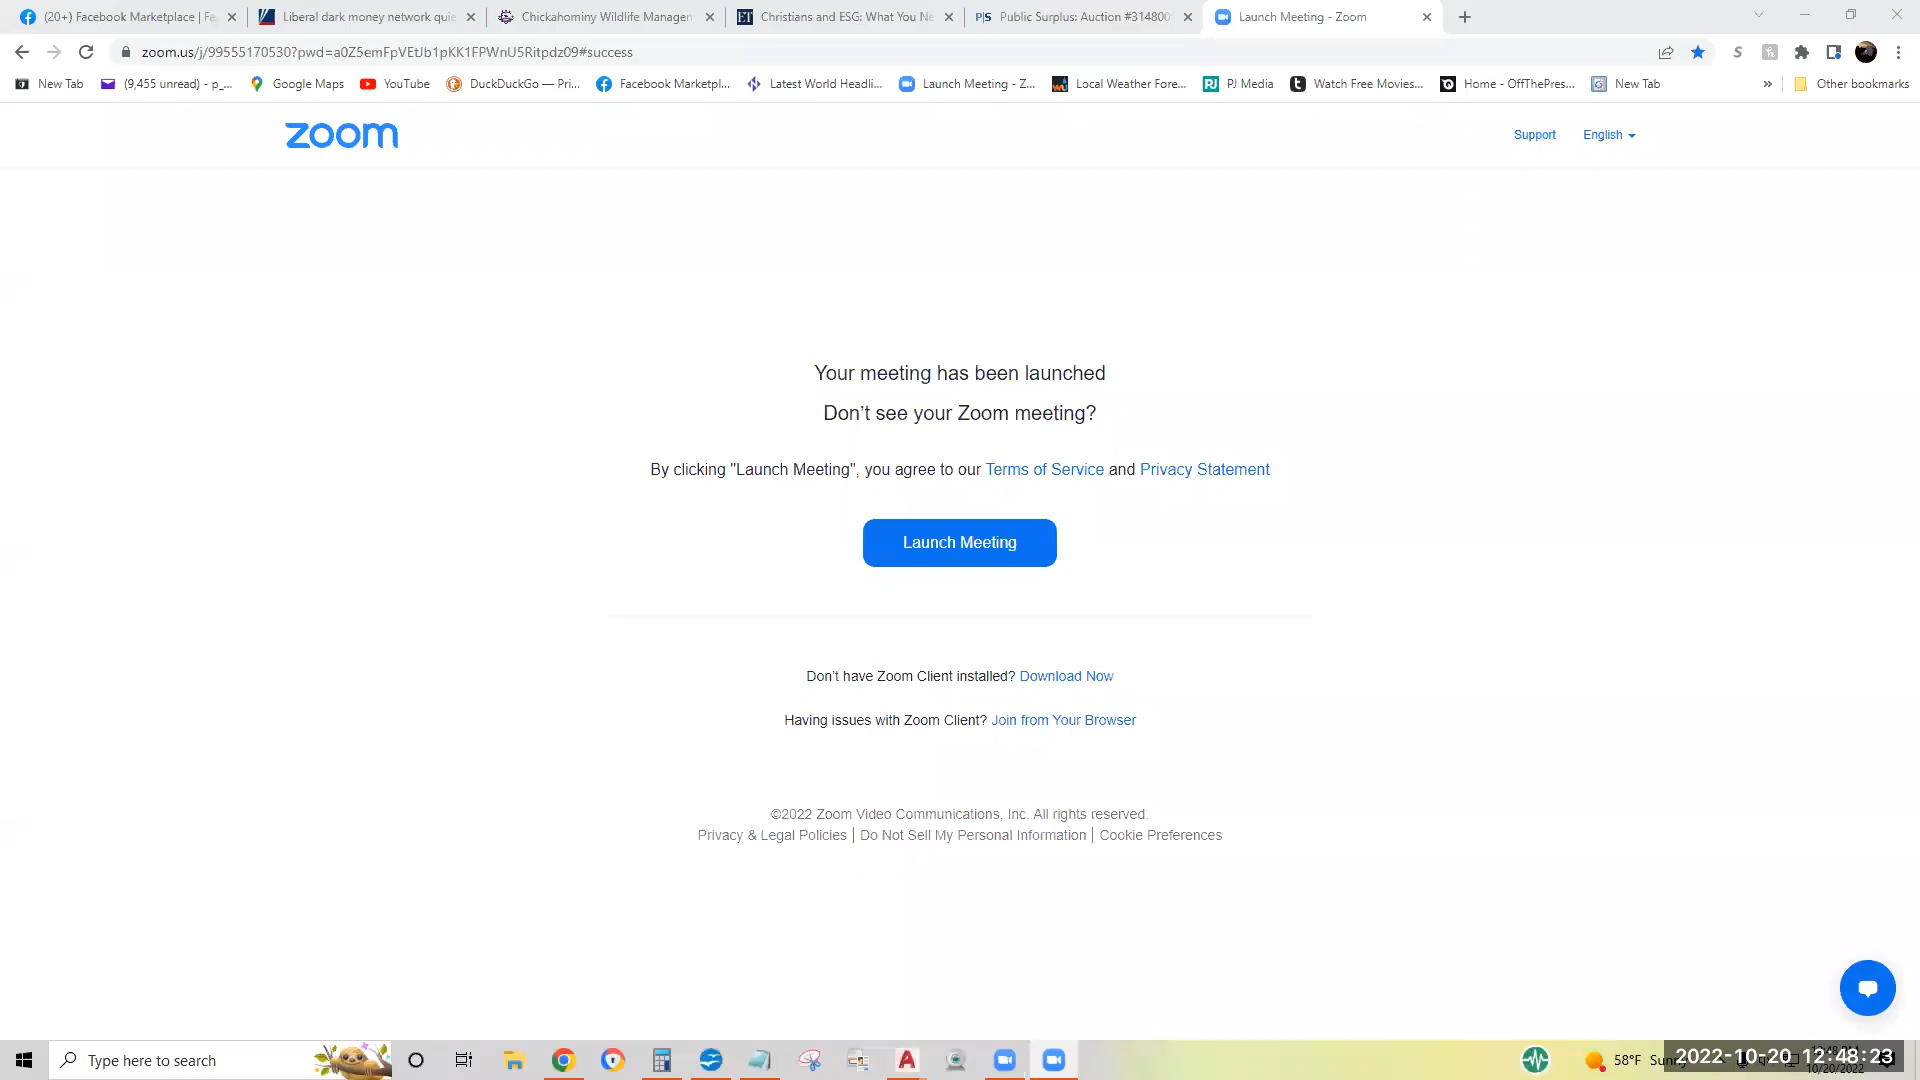 (20+) Facebook Marketplace | Fa
Liberal dark money network quie
Chickahominy Wildlife Managem
ET Christians and ESG: What You Ne
P|S Public Surplus: Auction #314800
Launch Meeting - Zoom
zoom.us/j/99555170530?pwd=a0Z5emFpVEtJb1pKK1FPWnU5Ritpdz09#success
New Tab
(9,455 unread) - p_...
Google Maps
YouTube
DuckDuckGo — Pri...
Facebook Marketpl...
Latest World Headli...
Launch Meeting - Z...
Local Weather Fore...
PJ Media
Watch Free Movies...
Home - OffThePres...
New Tab
»
Other bookmarks
zoom
Support
English
Your meeting has been launched
Don’t see your Zoom meeting?
By clicking "Launch Meeting", you agree to our Terms of Service and Privacy Statement
Launch Meeting
Don’t have Zoom Client installed? Download Now
Having issues with Zoom Client? Join from Your Browser
©2022 Zoom Video Communications, Inc. All rights reserved.
Privacy & Legal Policies | Do Not Sell My Personal Information | Cookie Preferences
Type here to search
58°F
2022-10-20 12:48:23
10/20/2022